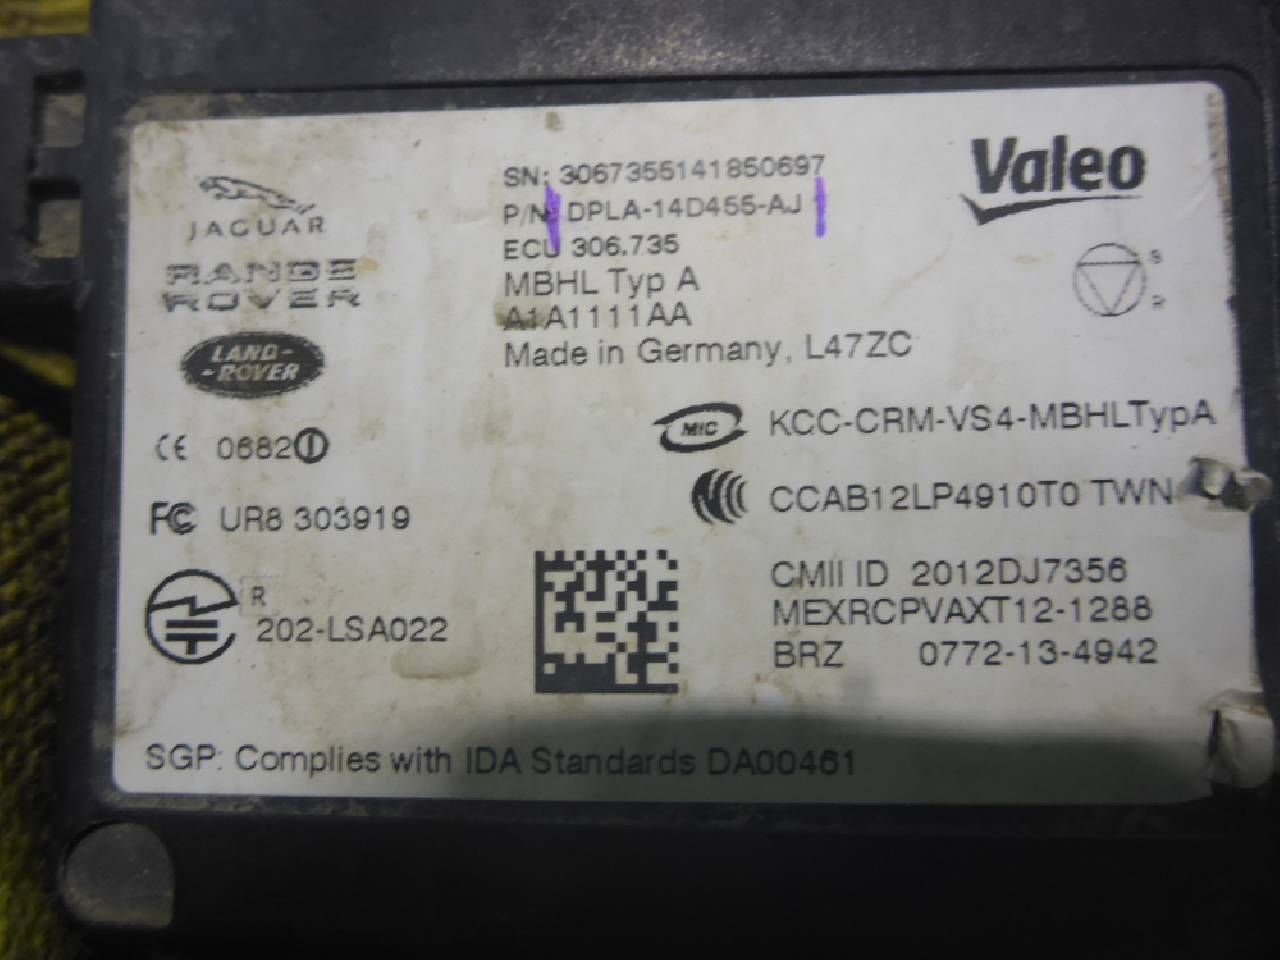 JAGUAR
RANGE
ROVER
LAND-
-ROVER
SN: 3067355141850697
P/N: DPLA-14D455-AJ
ECU 306.735
MBHL Typ A
A1A1111AA
Made in Germany, L47ZC
Valeo
S
R
CE 0682
FC UR8 303919
R
202-LSA022
MIC KCC-CRM-VS4-MBHLTypA
CCAB12LP4910T0 TWN
CMII ID 2012DJ7356
MEXRCPVAXT12-1288
BRZ 0772-13-4942
SGP: Complies with IDA Standards DA00461